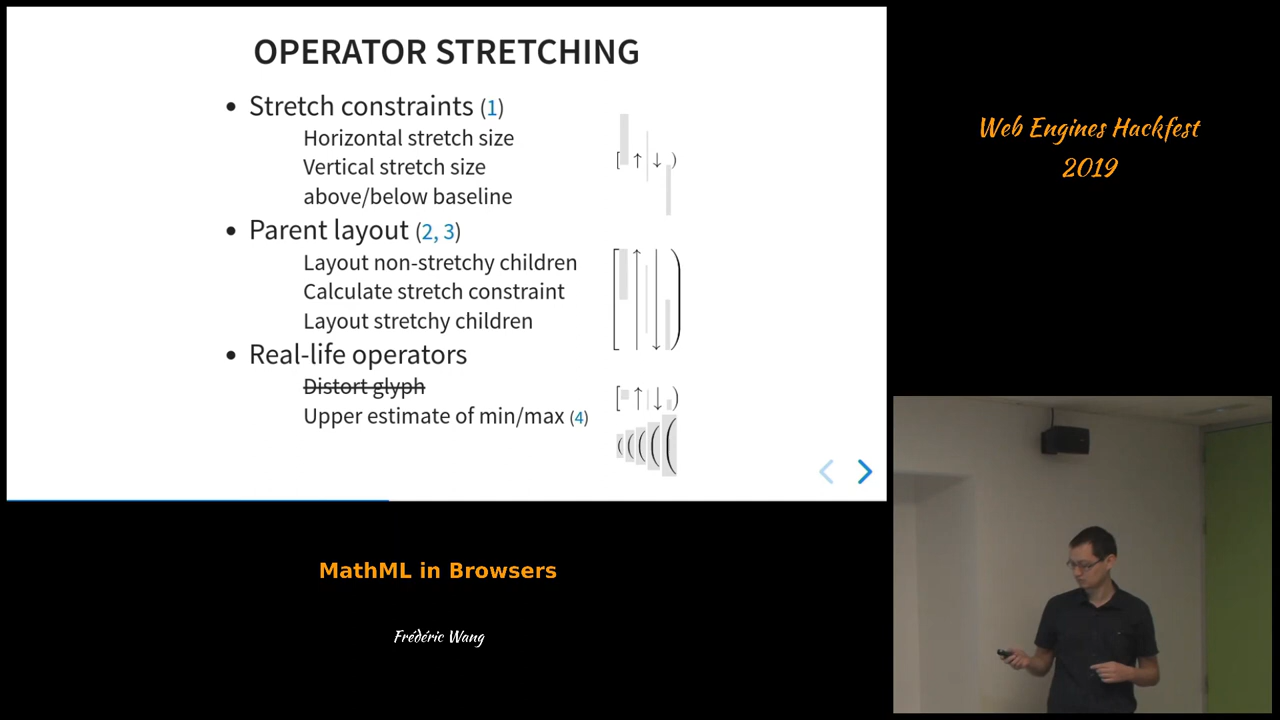 OPERATOR STRETCHING
• Stretch constraints (1)
Horizontal stretch size
Vertical stretch size
above/below baseline
• Parent layout (2, 3)
Layout non-stretchy children
Calculate stretch constraint
Layout stretchy children
• Real-life operators
Distort glyph
Upper estimate of min/max (4)
[ ↑ ↓ )
[ ↑ ↓ )
[ ↑ ↓ )
( ( ( ( (
Web Engines Hackfest
2019
MathML in Browsers
Frédéric Wang